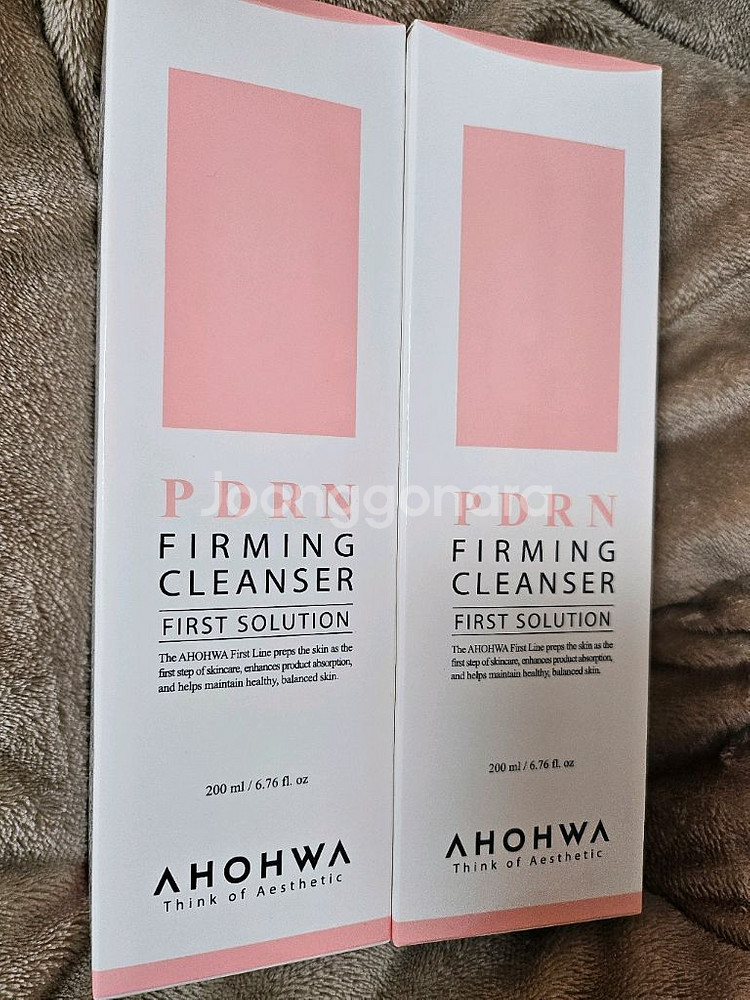 PDRN
FIRMING
CLEANSER
FIRST SOLUTION
The AHOHWA First Line preps the skin as the
first step of skincare, enhances product absorption,
and helps maintain healthy, balanced skin.
200 ml / 6.76 fl. oz
AHOHWA
Think of Aesthetic
PDRN
FIRMING
CLEANSER
FIRST SOLUTION
The AHOHWA First Line preps the skin as the
first step of skincare, enhances product absorption,
and helps maintain healthy, balanced skin.
200 ml / 6.76 fl. oz
AHOHWA
Think of Aesthetic
Joonggonara